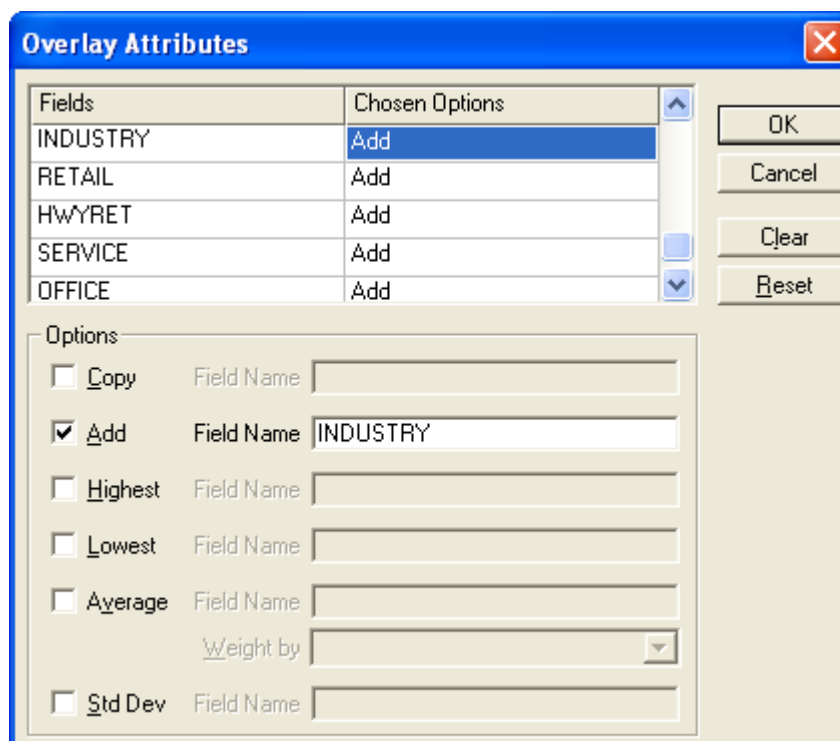 Overlay Attributes
Fields Chosen Options
INDUSTRY Add
RETAIL Add
HWYRET Add
SERVICE Add
OFFICE Add
OK
Cancel
Clear
Reset
Options
Copy Field Name
Add Field Name INDUSTRY
Highest Field Name
Lowest Field Name
Average Field Name
Weight by
Std Dev Field Name